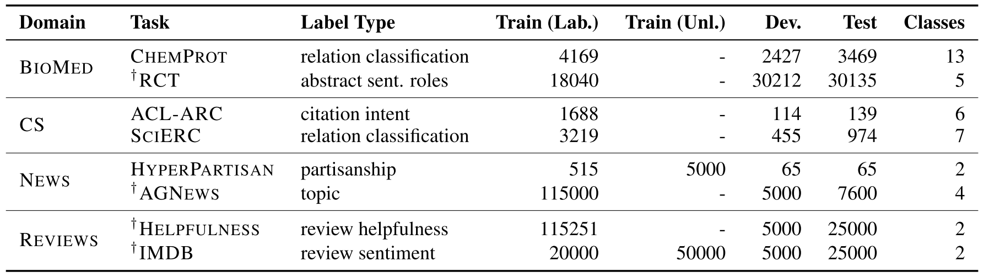 Domain Task Label Type Train (Lab.) Train (Unl.) Dev. Test Classes
BIOMED CHEMPROT relation classification 4169 - 2427 3469 13
†RCT abstract sent. roles 18040 - 30212 30135 5
CS ACL-ARC citation intent 1688 - 114 139 6
SCIERC relation classification 3219 - 455 974 7
NEWS HYPERPARTISAN partisanship 515 5000 65 65 2
†AGNEWS topic 115000 - 5000 7600 4
REVIEWS †HELPFULNESS review helpfulness 115251 - 5000 25000 2
†IMDB review sentiment 20000 50000 5000 25000 2